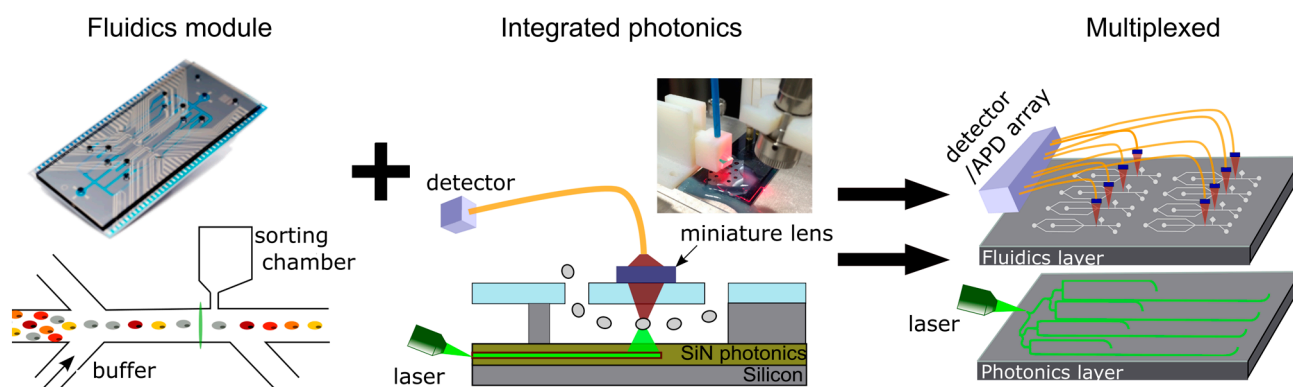 Fluidics module
Integrated photonics
Multiplexed
sorting
chamber
buffer
detector
miniature lens
SiN photonics
Silicon
laser
detector
/APD array
Fluidics layer
laser
Photonics layer